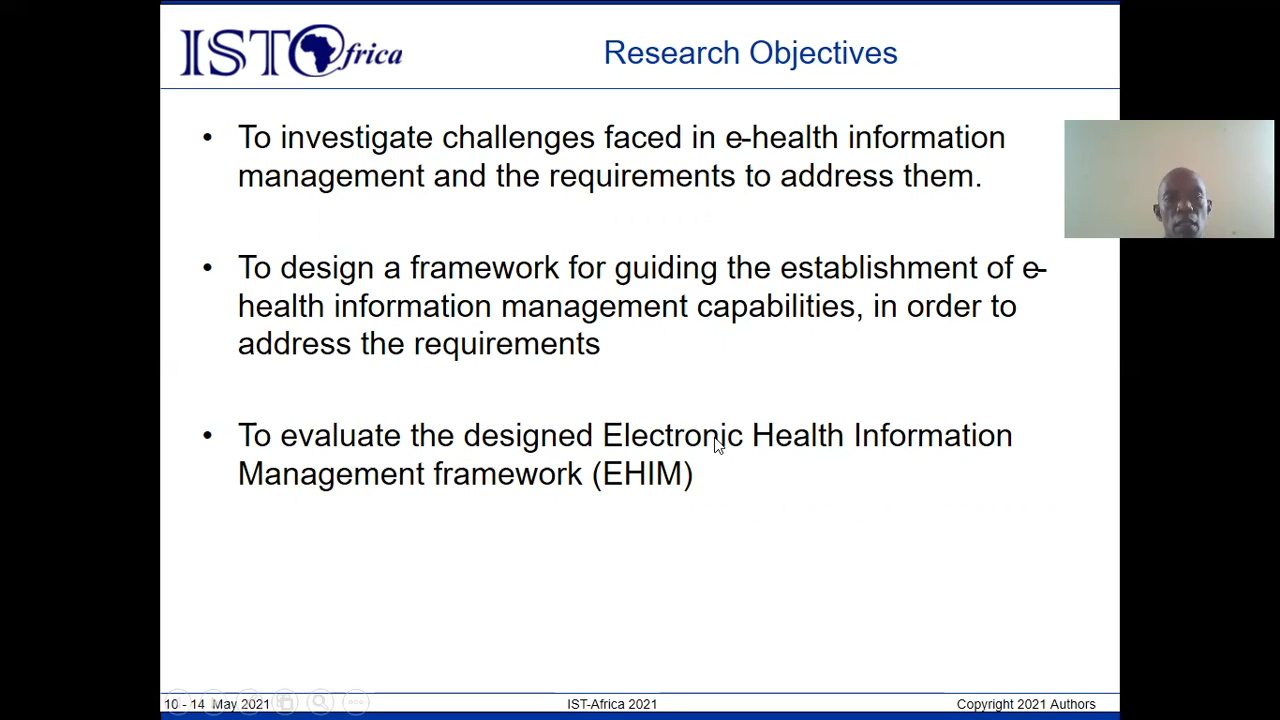 IST Africa
Research Objectives
• To investigate challenges faced in e-health information
management and the requirements to address them.
• To design a framework for guiding the establishment of e-
health information management capabilities, in order to
address the requirements
• To evaluate the designed Electronic Health Information
Management framework (EHIM)
10 - 14 May 2021
IST-Africa 2021
Copyright 2021 Authors